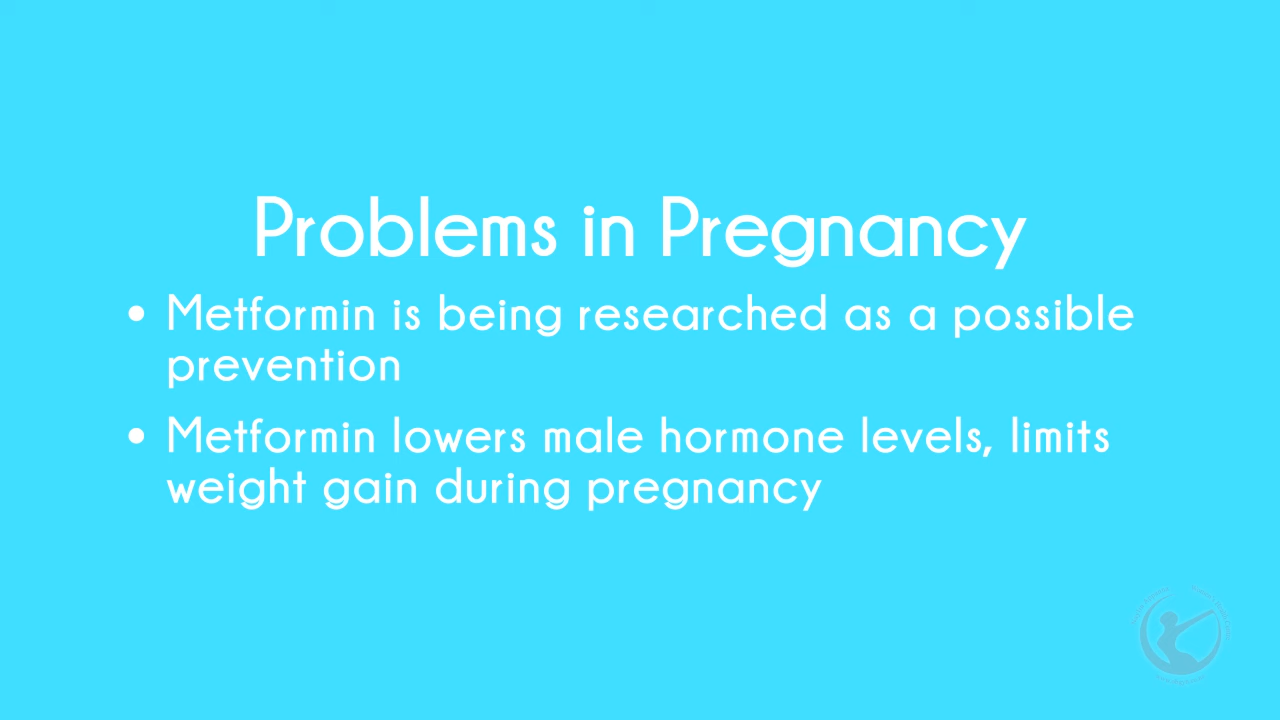 Problems in Pregnancy
• Metformin is being researched as a possible
prevention
• Metformin lowers male hormone levels, limits
weight gain during pregnancy